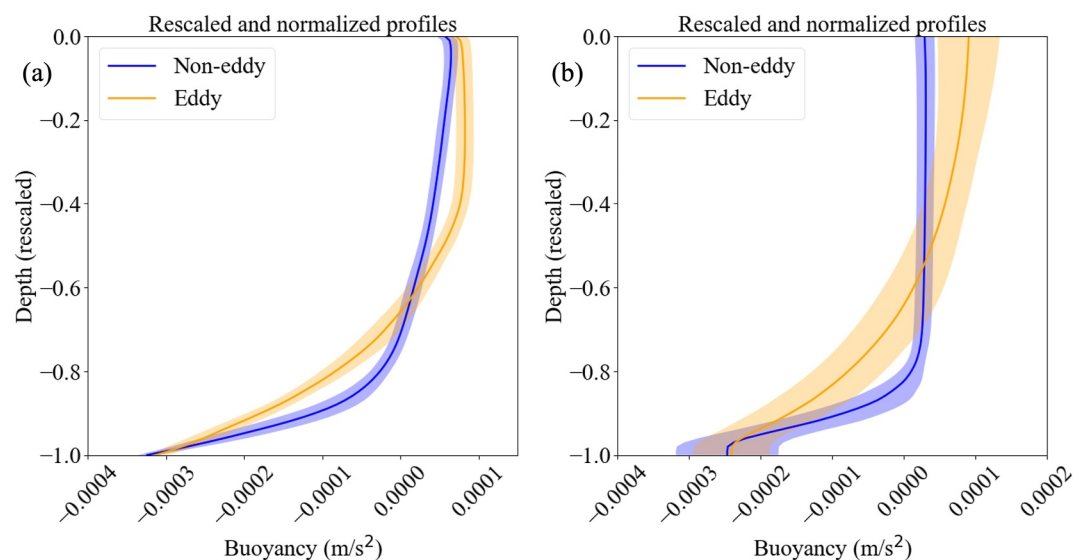 Rescaled and normalized profiles
(a)
Non-eddy
Eddy
0.0
−0.2
−0.4
−0.6
−0.8
−1.0
Depth (rescaled)
−0.0004
−0.0003
−0.0002
−0.0001
0.0000
0.0001
Buoyancy (m/s²)
Rescaled and normalized profiles
(b)
Non-eddy
Eddy
0.0
−0.2
−0.4
−0.6
−0.8
−1.0
Depth (rescaled)
−0.0004
−0.0003
−0.0002
−0.0001
0.0000
0.0001
0.0002
Buoyancy (m/s²)